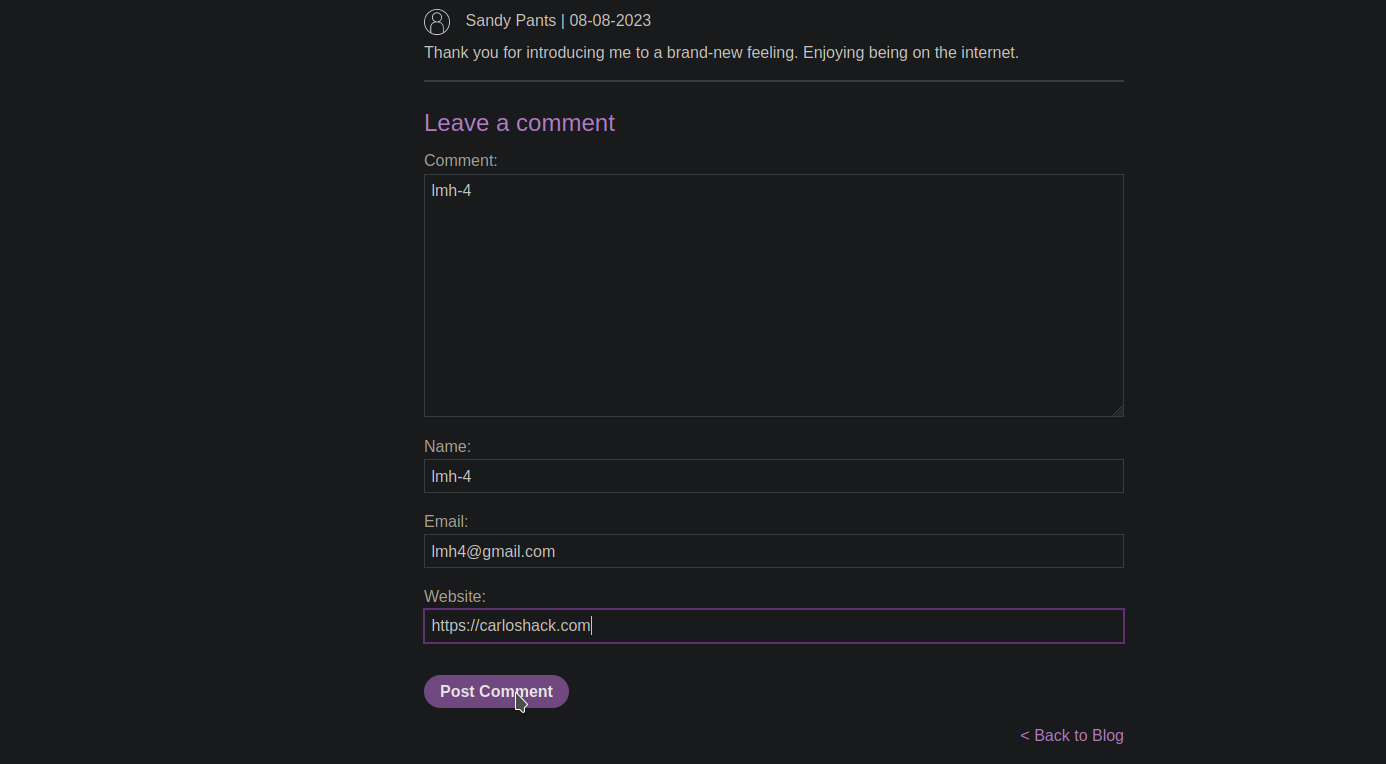 Sandy Pants | 08-08-2023
Thank you for introducing me to a brand-new feeling. Enjoying being on the internet.
Leave a comment
Comment:
lmh-4
Name:
lmh-4
Email:
lmh4@gmail.com
Website:
https://carloshack.com
Post Comment
< Back to Blog